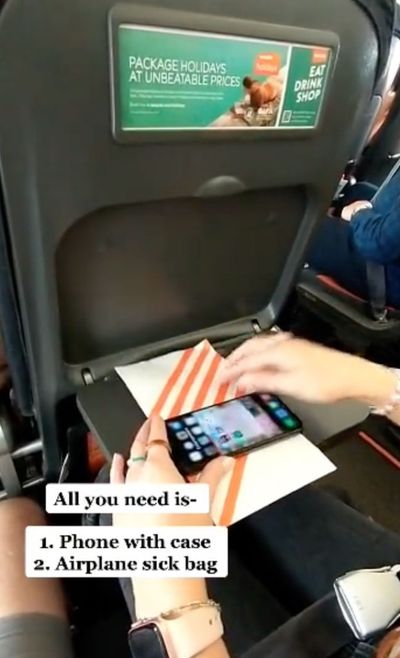 PACKAGE HOLIDAYS
AT UNBEATABLE PRICES
holidays
EAT
DRINK
SHOP
All you need is-
1. Phone with case
2. Airplane sick bag